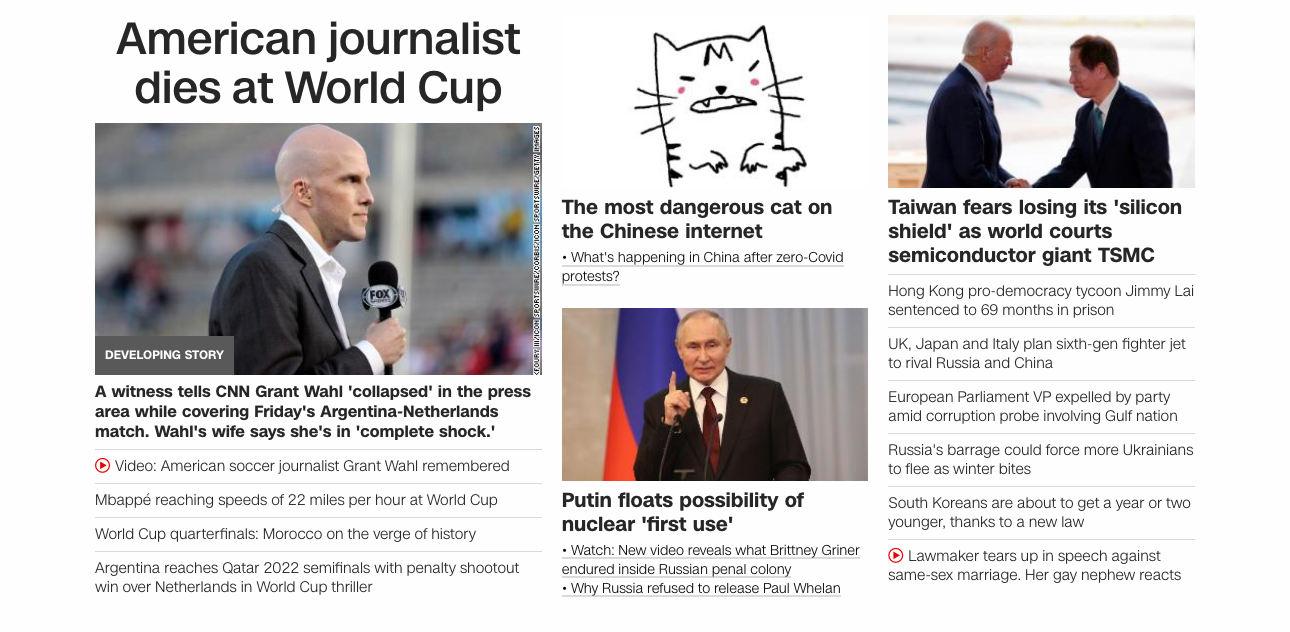 American journalist
dies at World Cup
FOX
SPORTSWIRE/CORBIS/ICON SPORTSWIRE/GETTY IMAGES
DEVELOPING STORY
A witness tells CNN Grant Wahl 'collapsed' in the press
area while covering Friday's Argentina-Netherlands
match. Wahl's wife says she's in 'complete shock.'
Video: American soccer journalist Grant Wahl remembered
Mbappé reaching speeds of 22 miles per hour at World Cup
World Cup quarterfinals: Morocco on the verge of history
Argentina reaches Qatar 2022 semifinals with penalty shootout
win over Netherlands in World Cup thriller
The most dangerous cat on
the Chinese internet
• What's happening in China after zero-Covid
protests?
Putin floats possibility of
nuclear 'first use'
• Watch: New video reveals what Brittney Griner
endured inside Russian penal colony
• Why Russia refused to release Paul Whelan
Taiwan fears losing its 'silicon
shield' as world courts
semiconductor giant TSMC
Hong Kong pro-democracy tycoon Jimmy Lai
sentenced to 69 months in prison
UK, Japan and Italy plan sixth-gen fighter jet
to rival Russia and China
European Parliament VP expelled by party
amid corruption probe involving Gulf nation
Russia's barrage could force more Ukrainians
to flee as winter bites
South Koreans are about to get a year or two
younger, thanks to a new law
Lawmaker tears up in speech against
same-sex marriage. Her gay nephew reacts